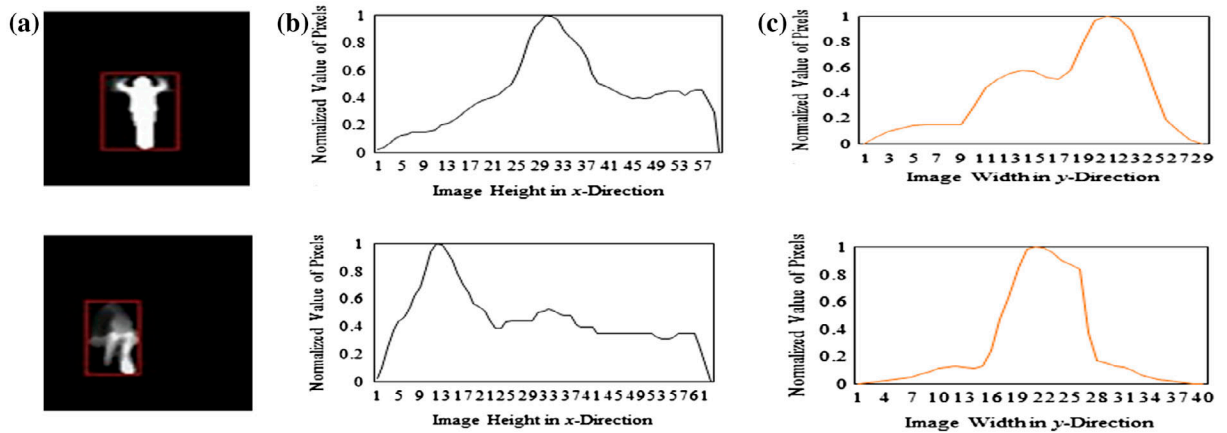 (a)
(b)
Normalized Value of Pixels
1
0.8
0.6
0.4
0.2
0
1 5 9 13 17 21 25 29 33 37 41 45 49 53 57
Image Height in x-Direction
(c)
Normalized Value of Pixels
1
0.8
0.6
0.4
0.2
0
1 3 5 7 9 11 13 14 15 17 19 21 23 25 26 28 29
Image Width in y-Direction
Normalized Value of Pixels
1
0.8
0.6
0.4
0.2
0
1 5 9 13 17 21 25 29 33 37 41 45 49 53 57 61
Image Height in x-Direction
Normalized Value of Pixels
1
0.8
0.6
0.4
0.2
0
1 4 7 10 13 15 16 19 22 25 28 31 34 37 40
Image Width in y-Direction